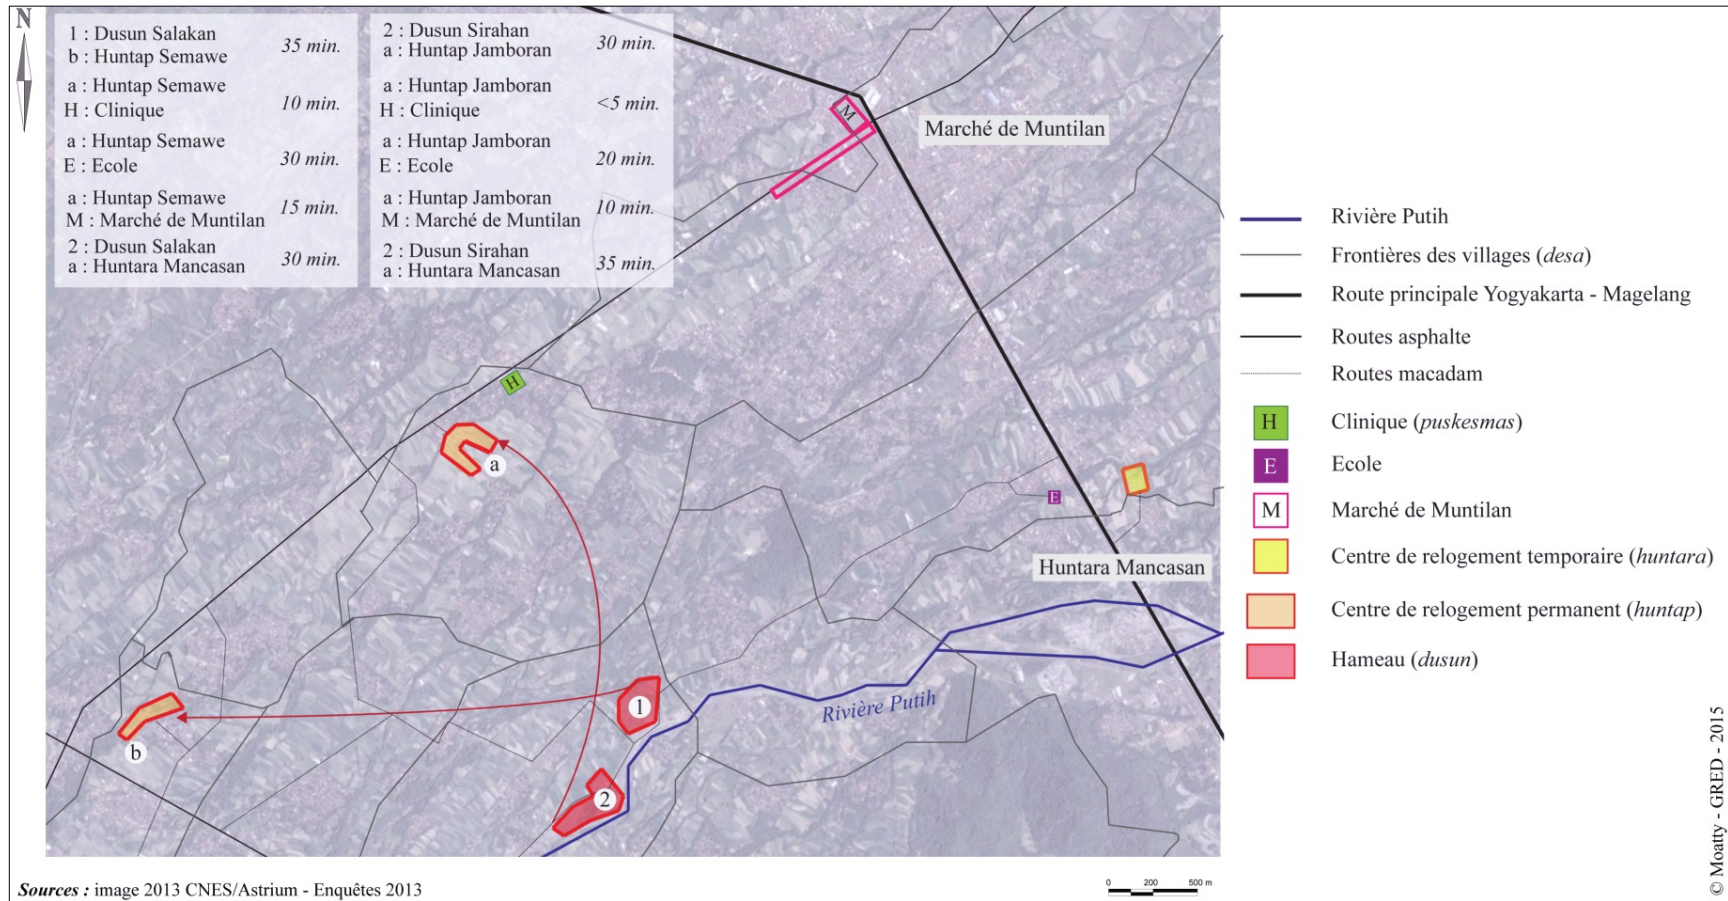 N
1 : Dusun Salakan
b : Huntap Semawe
35 min.
a : Huntap Semawe
H : Clinique
10 min.
a : Huntap Semawe
E : Ecole
30 min.
a : Huntap Semawe
M : Marché de Muntilan
15 min.
2 : Dusun Salakan
a : Huntara Mancasan
30 min.
2 : Dusun Sirahan
a : Huntap Jamboran
30 min.
a : Huntap Jamboran
H : Clinique
<5 min.
a : Huntap Jamboran
E : Ecole
20 min.
a : Huntap Jamboran
M : Marché de Muntilan
10 min.
2 : Dusun Sirahan
a : Huntara Mancasan
35 min.
M
Marché de Muntilan
H
a
E
Huntara Mancasan
1
Rivière Putih
b
2
Rivière Putih
Frontières des villages (desa)
Route principale Yogyakarta - Magelang
Routes asphalte
Routes macadam
H
Clinique (puskesmas)
E
Ecole
M
Marché de Muntilan
Centre de relogement temporaire (huntara)
Centre de relogement permanent (huntap)
Hameau (dusun)
© Moatty - GRED - 2015
Sources : image 2013 CNES/Astrium - Enquêtes 2013
0 200 500 m